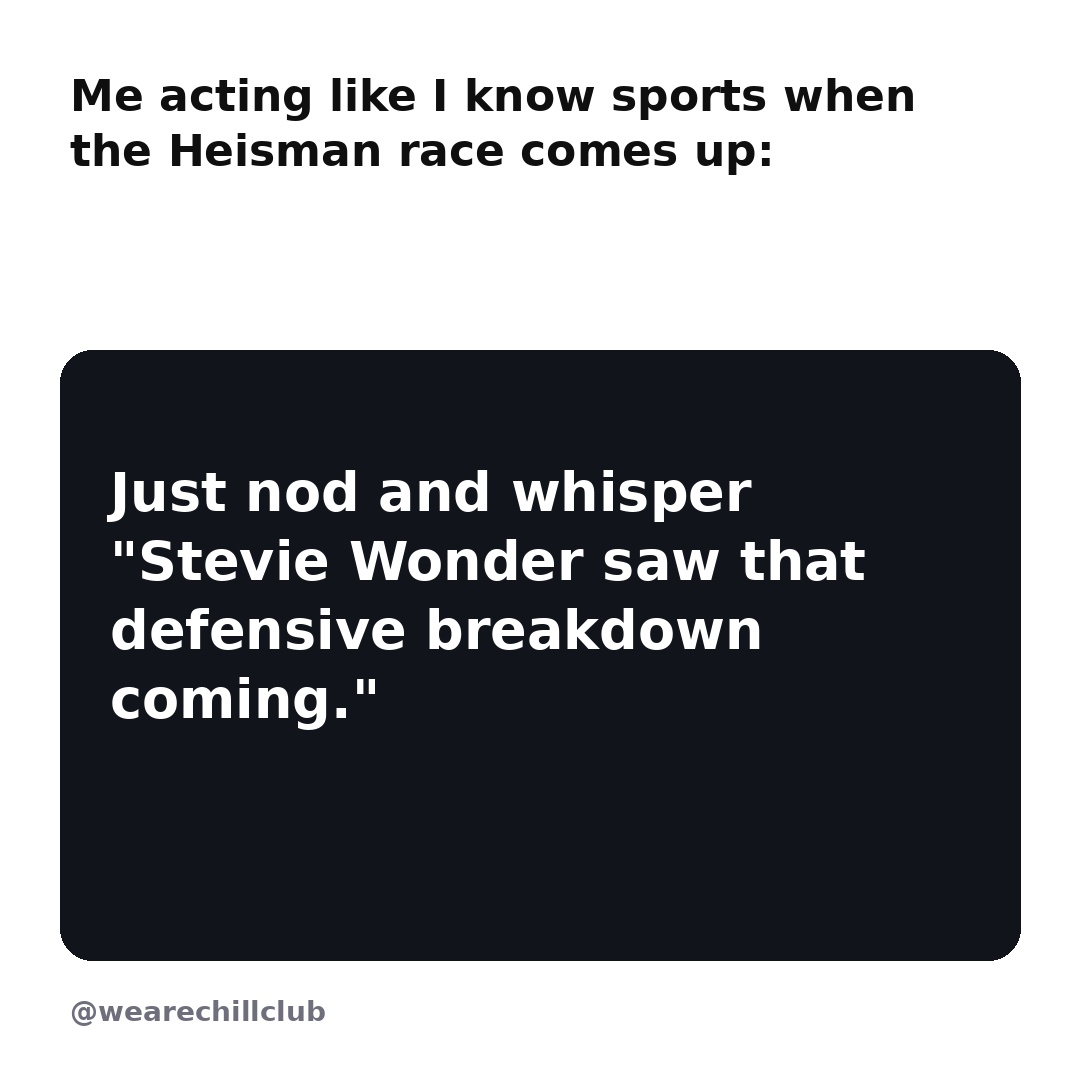 Me acting like I know sports when
the Heisman race comes up:
Just nod and whisper
"Stevie Wonder saw that
defensive breakdown
coming."
@wearechillclub